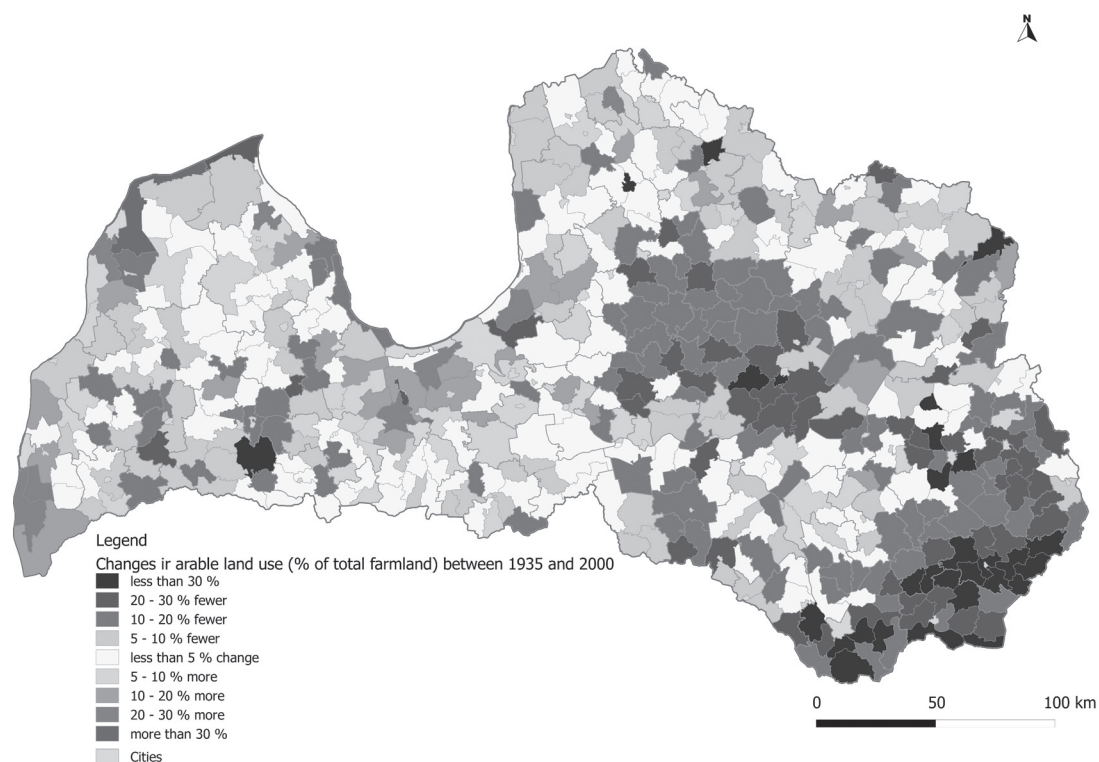 N
Legend
Changes ir arable land use (% of total farmland) between 1935 and 2000
less than 30 %
20 - 30 % fewer
10 - 20 % fewer
5 - 10 % fewer
less than 5 % change
5 - 10 % more
10 - 20 % more
20 - 30 % more
more than 30 %
Cities
0 50 100 km